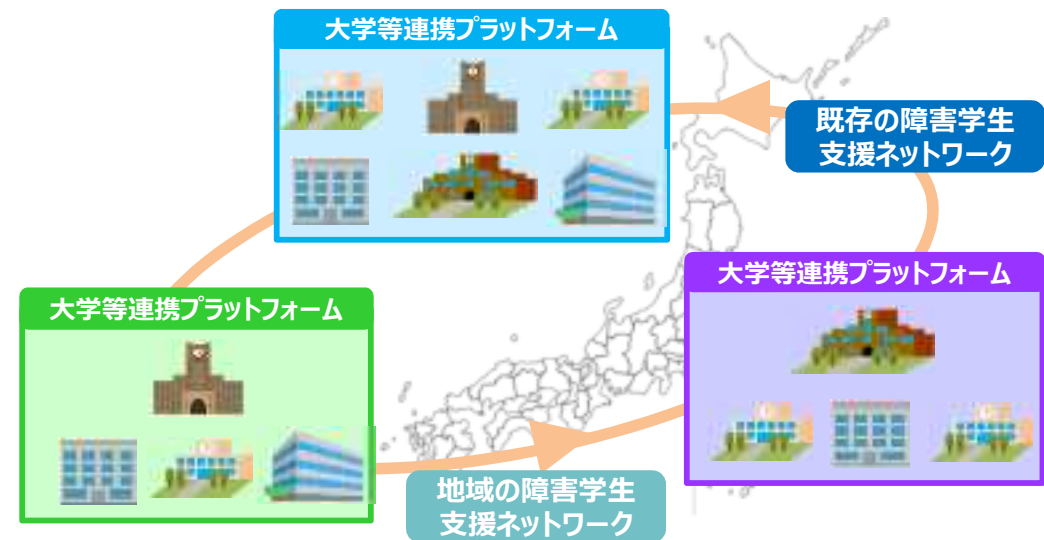 大学等連携プラットフォーム
既存の障害学生
支援ネットワーク
大学等連携プラットフォーム
大学等連携プラットフォーム
地域の障害学生
支援ネットワーク